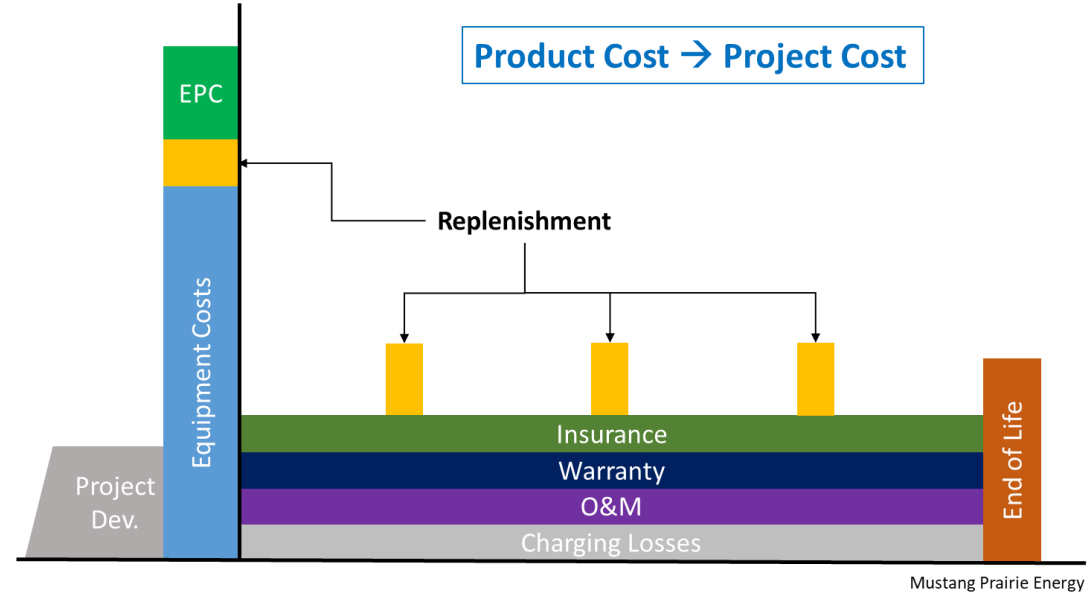 Product Cost → Project Cost
EPC
Replenishment
Equipment Costs
Project
Dev.
Insurance
Warranty
O&M
Charging Losses
End of Life
Mustang Prairie Energy